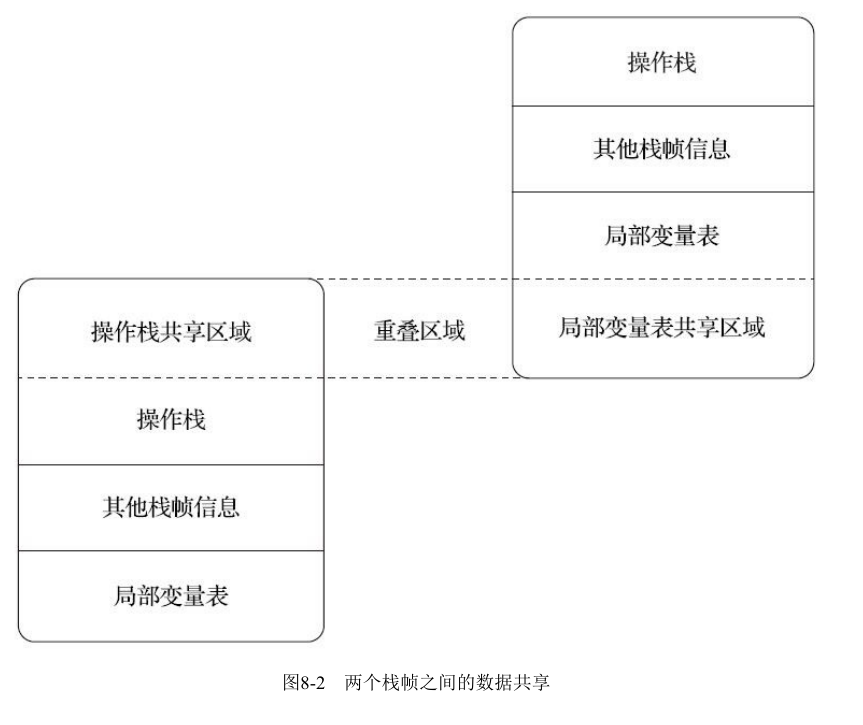 操作栈
其他栈帧信息
局部变量表
操作栈共享区域
重叠区域
局部变量表共享区域
操作栈
其他栈帧信息
局部变量表
图8-2 两个栈帧之间的数据共享